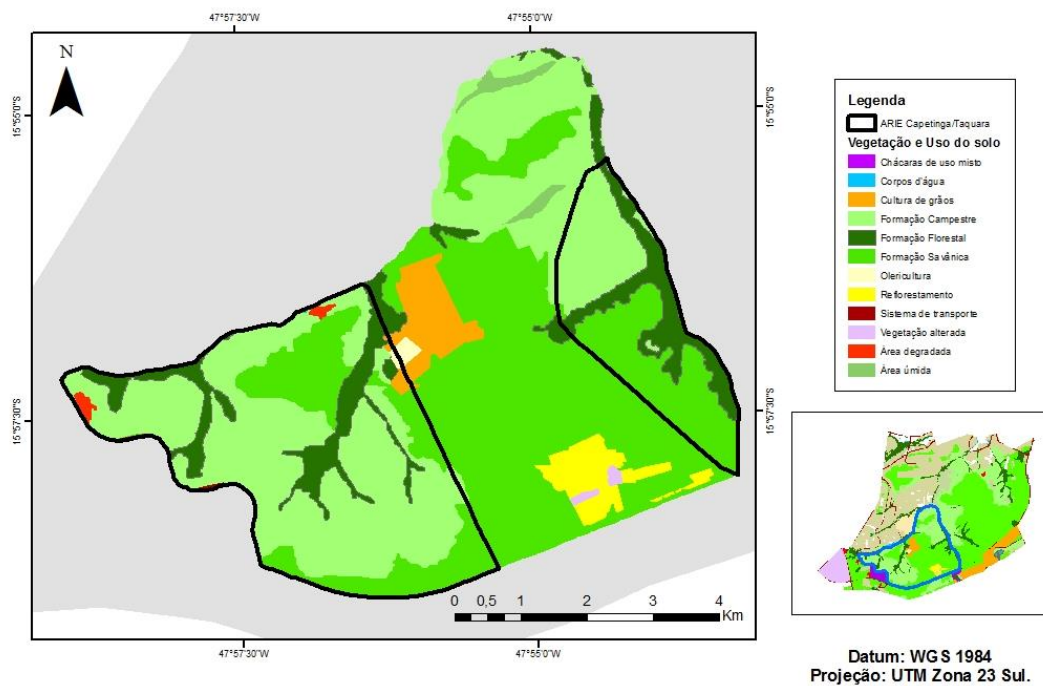 47°57'30"W
47°55'0"W
N
15°55'0"S
15°55'0"S
15°57'30"S
15°57'30"S
0 0,5 1 2 3 4
Km
47°57'30"W
47°55'0"W
Legenda
ARIE Capetinga/Taquara
Vegetação e Uso do solo
Chácaras de uso misto
Corpos d'água
Cultura de grãos
Formação Campestre
Formação Florestal
Formação Savânica
Olericultura
Reflorestamento
Sistema de transporte
Vegetação alterada
Área degradada
Área úmida
Datum: WGS 1984
Projeção: UTM Zona 23 Sul.